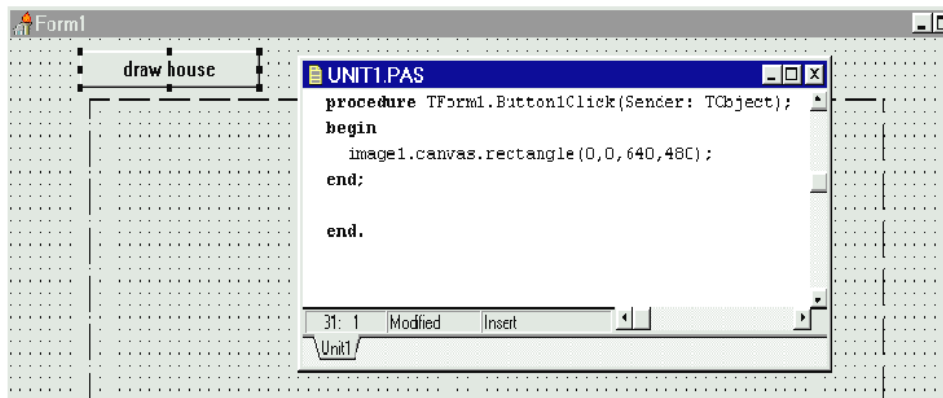 Form1
draw house
UNIT1.PAS
procedure TForm1.Button1Click(Sender: TObject);
begin
image1.canvas.rectangle(0,0,640,480);
end;
end.
31: 1 Modified Insert
Unit1